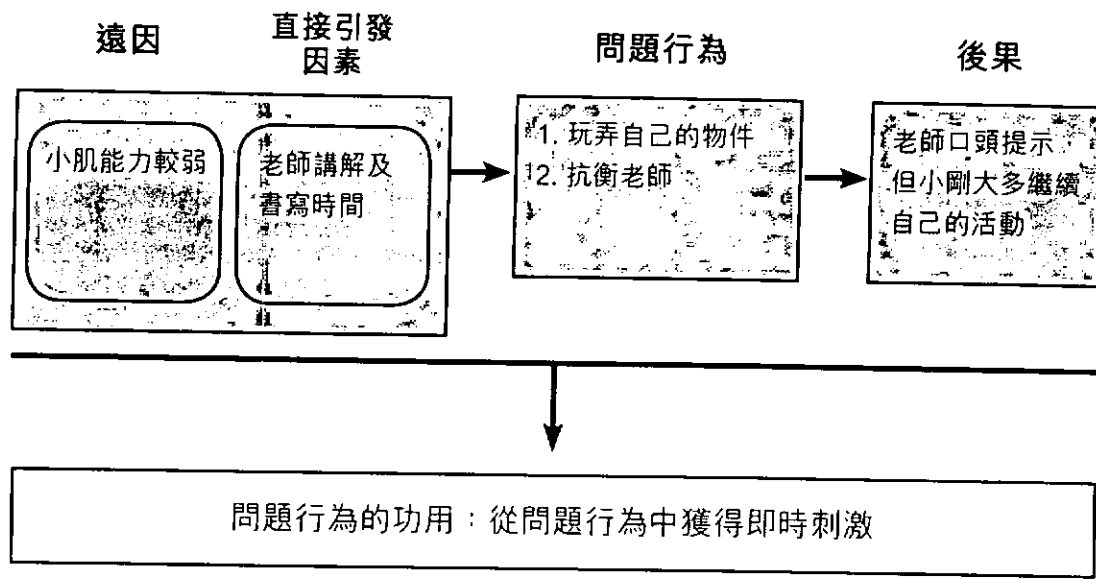 遠因
直接引發
因素
問題行為
後果
小肌能力較弱
老師講解及
書寫時間
1. 玩弄自己的物件
2. 抗衡老師
老師口頭提示
但小剛大多繼續
自己的活動
問題行為的功用：從問題行為中獲得即時刺激